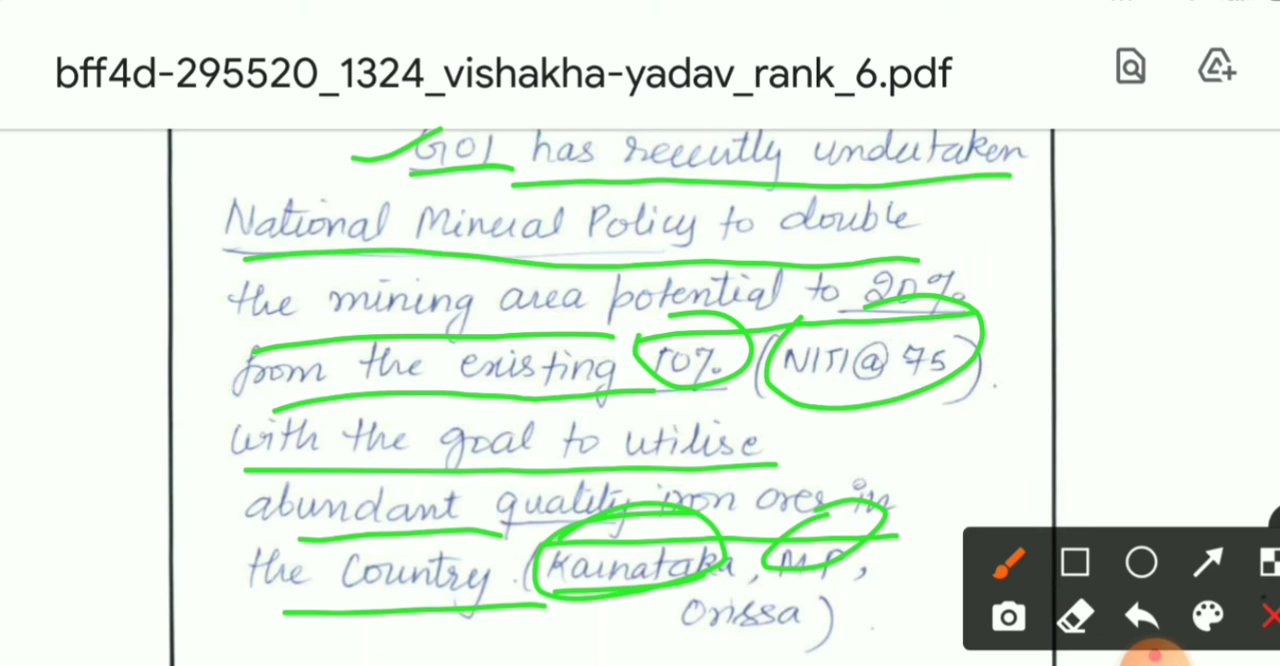 bff4d-295520_1324_vishakha-yadav_rank_6.pdf
GOI has recently undertaken
National Mineral Policy to double
the mining area potential to 20%
from the existing 10% (NITI@75).
with the goal to utilise
abundant quality iron ores in
the Country. (Karnataka, M.P,
Orissa).